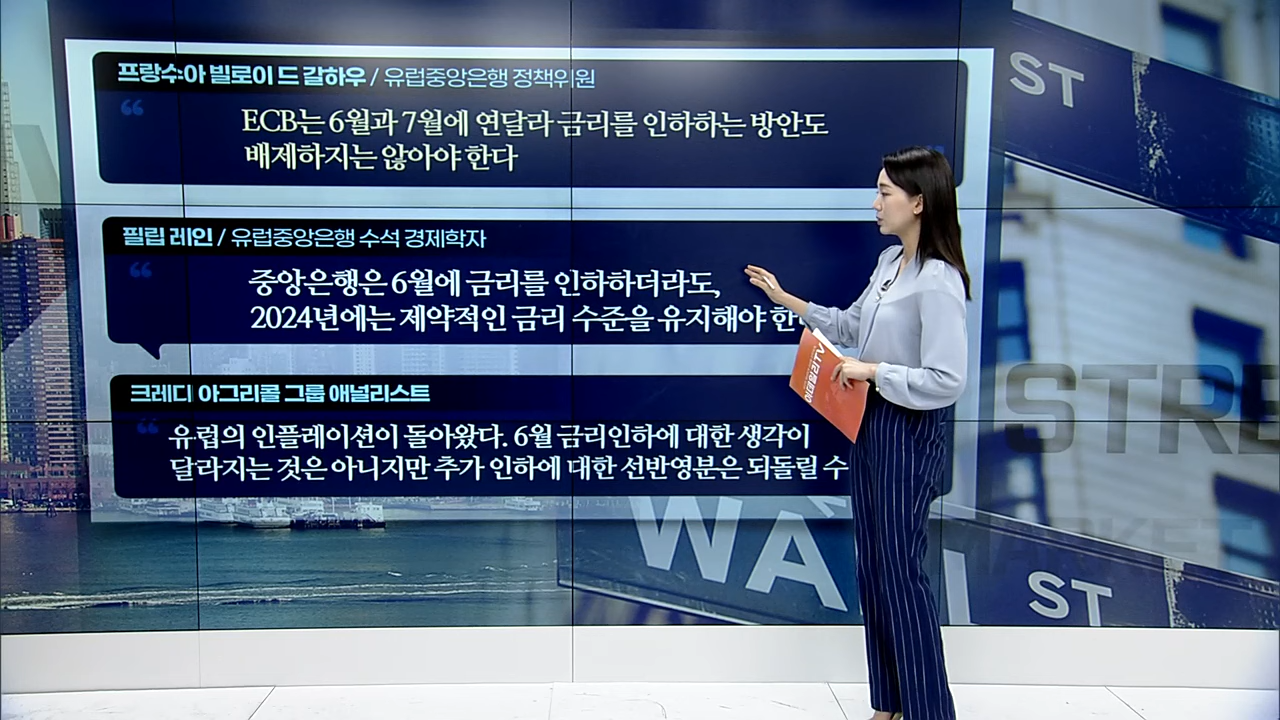 프랑수아 빌로이 드 갈하우 / 유럽중앙은행 정책위원
ECB는 6월과 7월에 연달라 금리를 인하하는 방안도
배제하지는 않아야 한다
필립 레인 / 유럽중앙은행 수석 경제학자
중앙은행은 6월에 금리를 인하하더라도,
2024년에는 제약적인 금리 수준을 유지해야
크레디 아그리콜 그룹 애널리스트
유럽의 인플레이션이 돌아왔다. 6월 금리인하에 대한 생각이
달라지는 것은 아니지만 추가 인하에 대한 선반영분은 되돌릴 수
이데일리TV
ST
STRE
MARKET
WA
ST